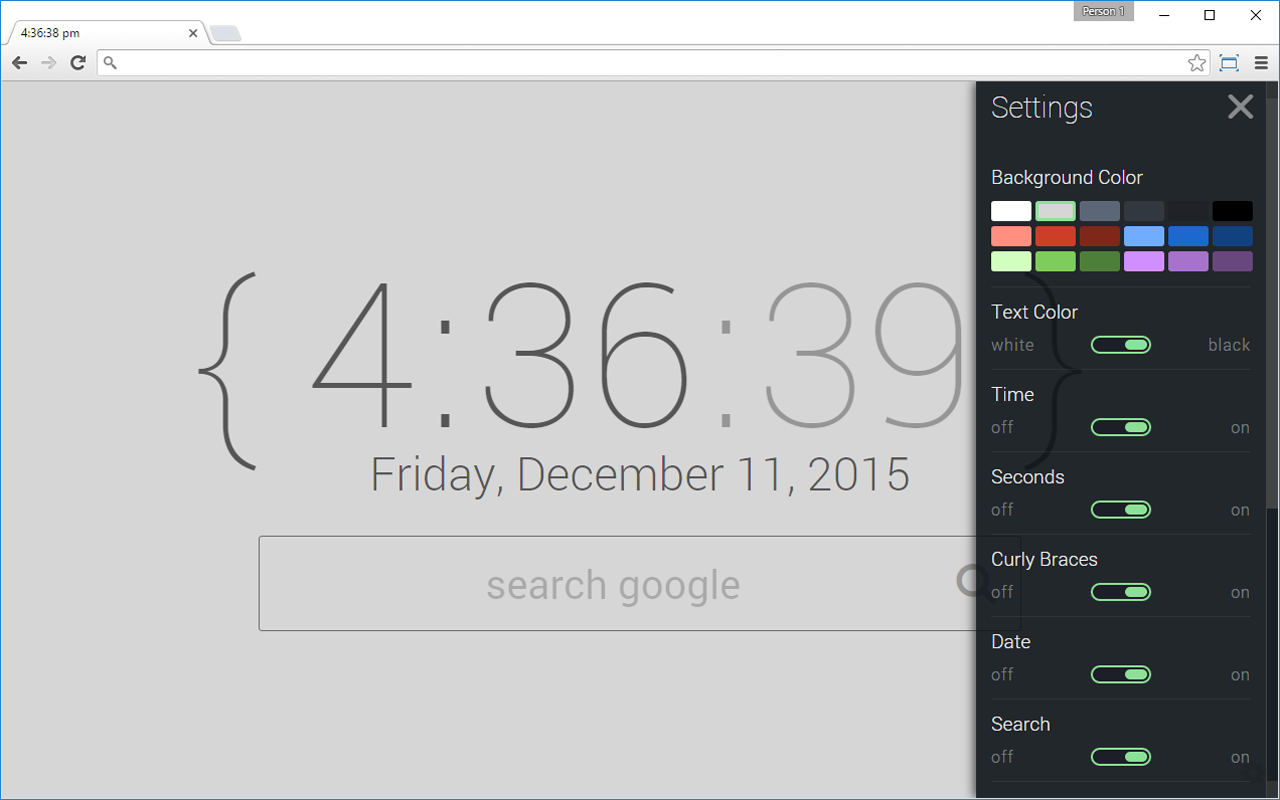 Person 1
4:36:38 pm
Settings
Background Color
{ 4:36:39 }
Friday, December 11, 2015
search google
Text Color
white black
Time
off on
Seconds
off on
Curly Braces
off on
Date
off on
Search
off on